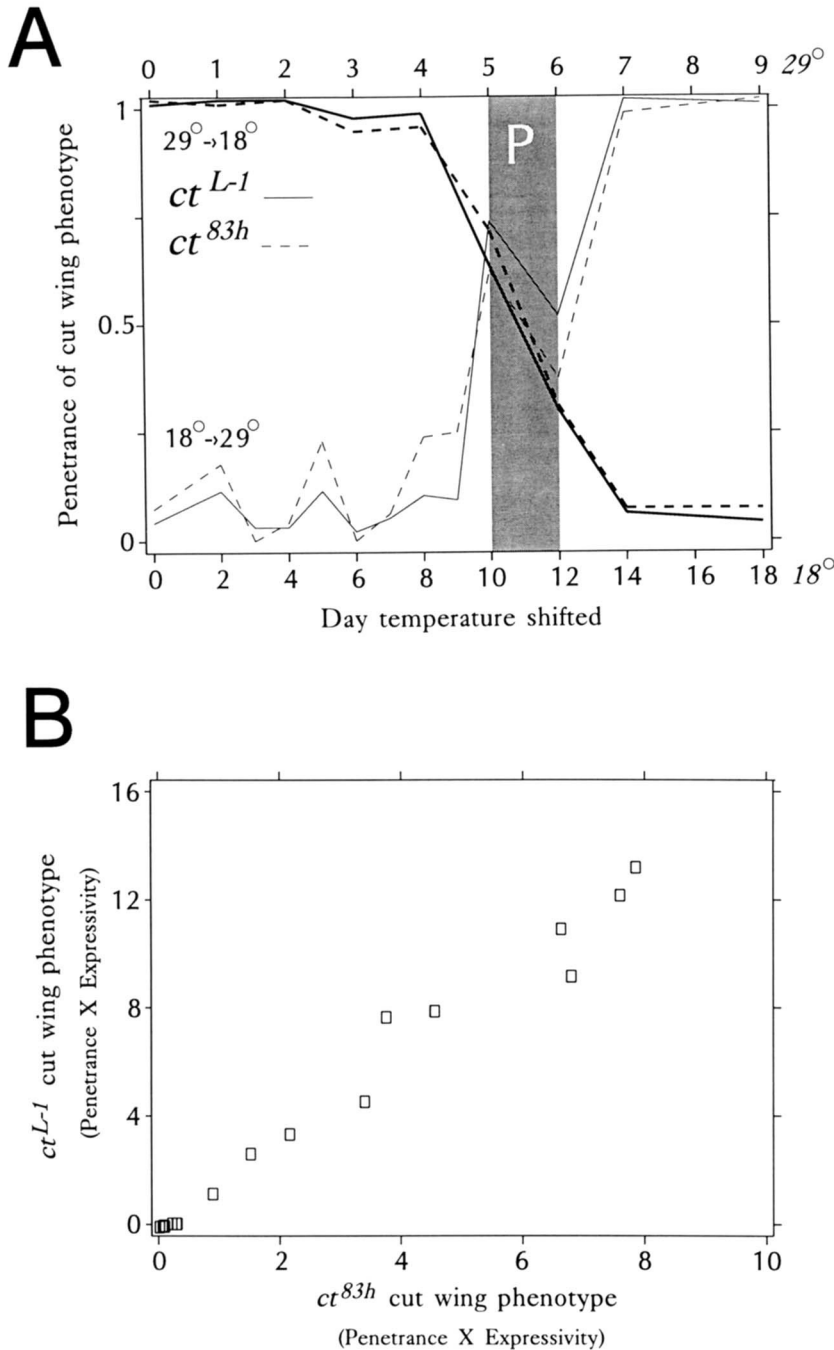 A
0 1 2 3 4 5 6 7 8 9 29°
1
0.5
0
Penetrance of cut wing phenotype
29°→18°
ct L-1
ct 83h
18°→29°
P
0 2 4 6 8 10 12 14 16 18 18°
Day temperature shifted
B
16
12
8
4
0
ct L-1 cut wing phenotype
(Penetrance X Expressivity)
0 2 4 6 8 10
ct 83h cut wing phenotype
(Penetrance X Expressivity)